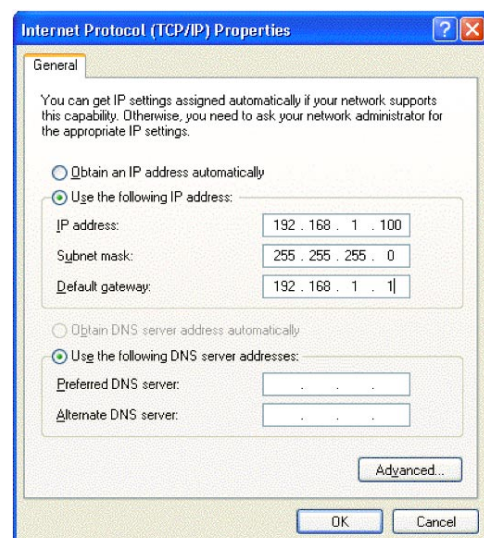 Internet Protocol (TCP/IP) Properties
General
You can get IP settings assigned automatically if your network supports
this capability. Otherwise, you need to ask your network administrator for
the appropriate IP settings.
Obtain an IP address automatically
Use the following IP address:
IP address: 192 . 168 . 1 . 100
Subnet mask: 255 . 255 . 255 . 0
Default gateway: 192 . 168 . 1 . 1
Obtain DNS server address automatically
Use the following DNS server addresses:
Preferred DNS server: . . .
Alternate DNS server: . . .
Advanced...
OK Cancel